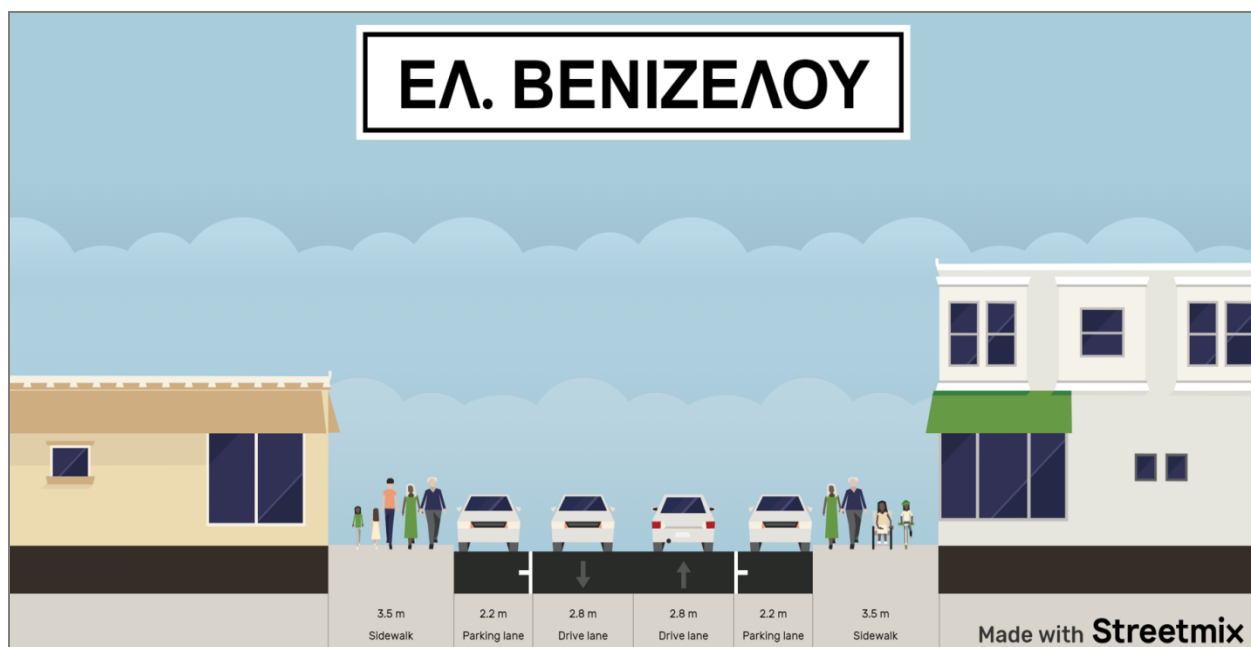 ΕΛ. ΒΕΝΙΖΕΛΟΥ
3.5 m
Sidewalk
2.2 m
Parking lane
2.8 m
Drive lane
2.8 m
Drive lane
2.2 m
Parking lane
3.5 m
Sidewalk
Made with Streetmix